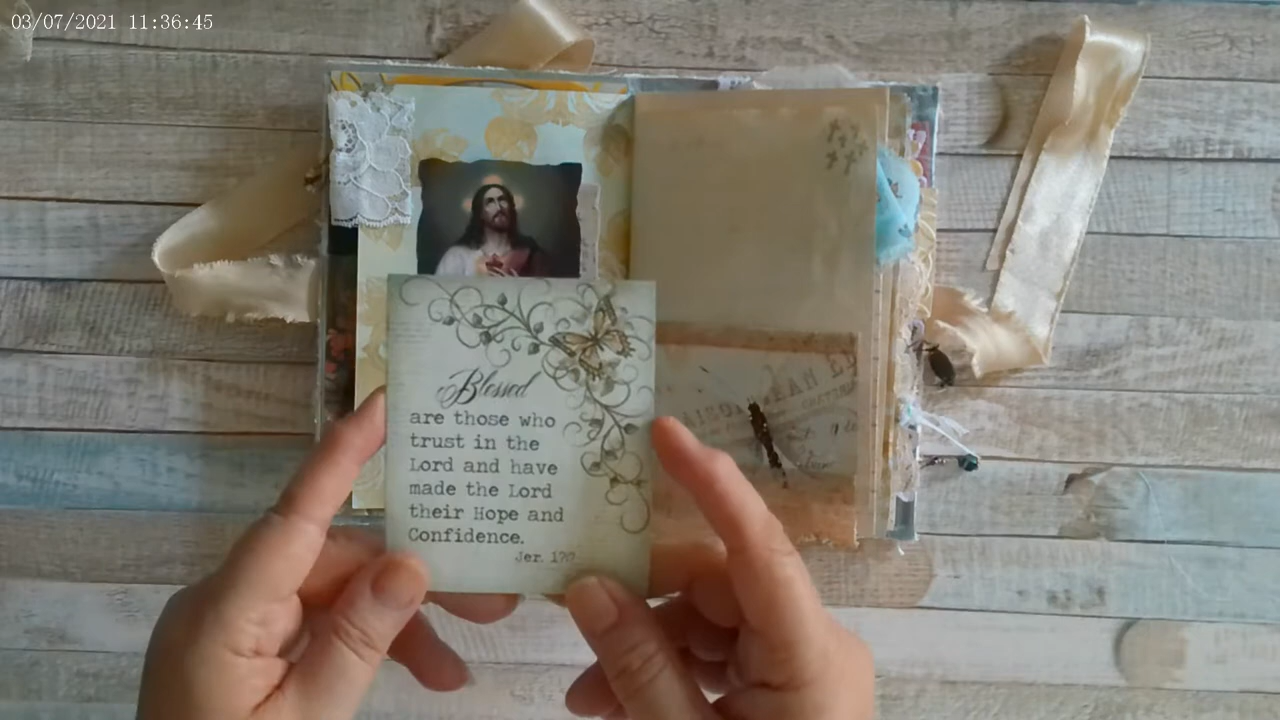 03/07/2021 11:36:45
Blessed
are those who
trust in the
Lord and have
made the Lord
their Hope and
Confidence.
Jer.